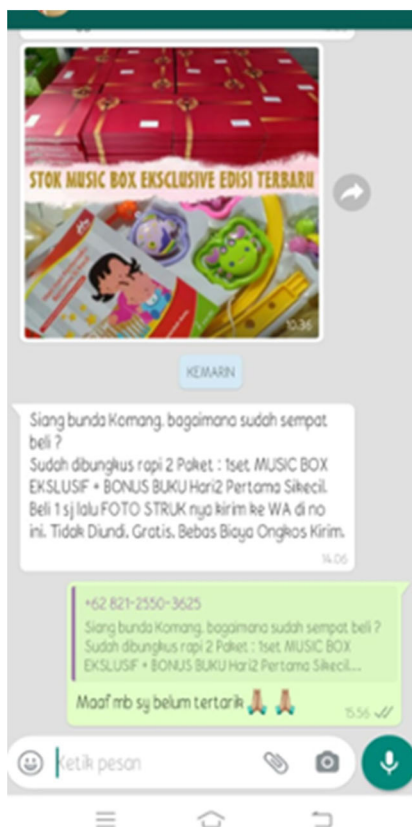 STOK MUSIC BOX EKSCLUSIVE EDISI TERBARU
10.36
KEMARIN
Siang bunda Komang, bagaimana sudah sempat
beli ?
Sudah dibungkus rapi 2 Paket : 1set MUSIC BOX
EKSLUSIF + BONUS BUKU Hari2 Pertama Sikecil.
Beli 1 sj lalu FOTO STRUK nya kirim ke WA di no
ini. Tidak Diundi, Gratis, Bebas Biaya Ongkos Kirim.
14.06
+62 821-2550-3625
Siang bunda Komang, bagaimana sudah sempat beli ?
Sudah dibungkus rapi 2 Paket : 1set MUSIC BOX
EKSLUSIF + BONUS BUKU Hari2 Pertama Sikecil....
Maaf mb sy belum tertarik 🙏🏼 🙏🏼
15.56
Ketik pesan